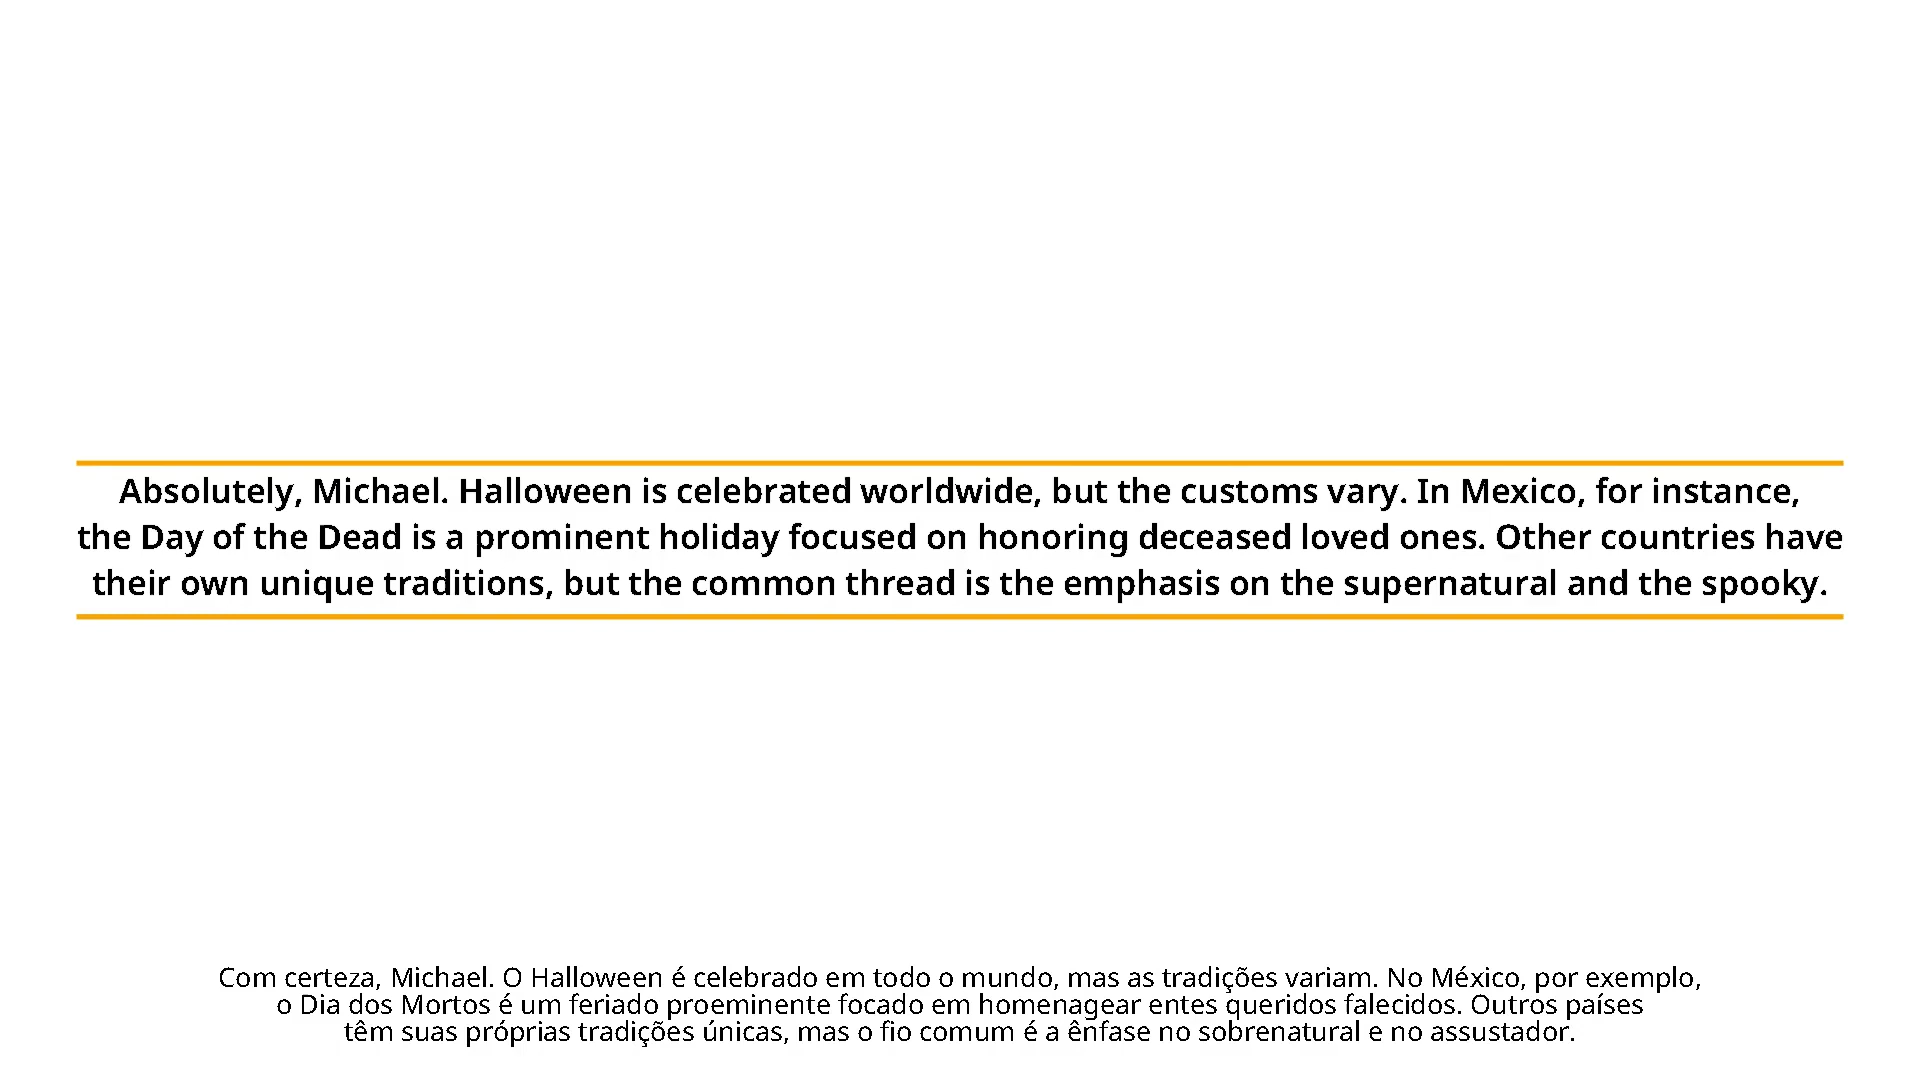 Absolutely, Michael. Halloween is celebrated worldwide, but the customs vary. In Mexico, for instance,
the Day of the Dead is a prominent holiday focused on honoring deceased loved ones. Other countries have
their own unique traditions, but the common thread is the emphasis on the supernatural and the spooky.
Com certeza, Michael. O Halloween é celebrado em todo o mundo, mas as tradições variam. No México, por exemplo,
o Dia dos Mortos é um feriado proeminente focado em homenagear entes queridos falecidos. Outros países
têm suas próprias tradições únicas, mas o fio comum é a ênfase no sobrenatural e no assustador.